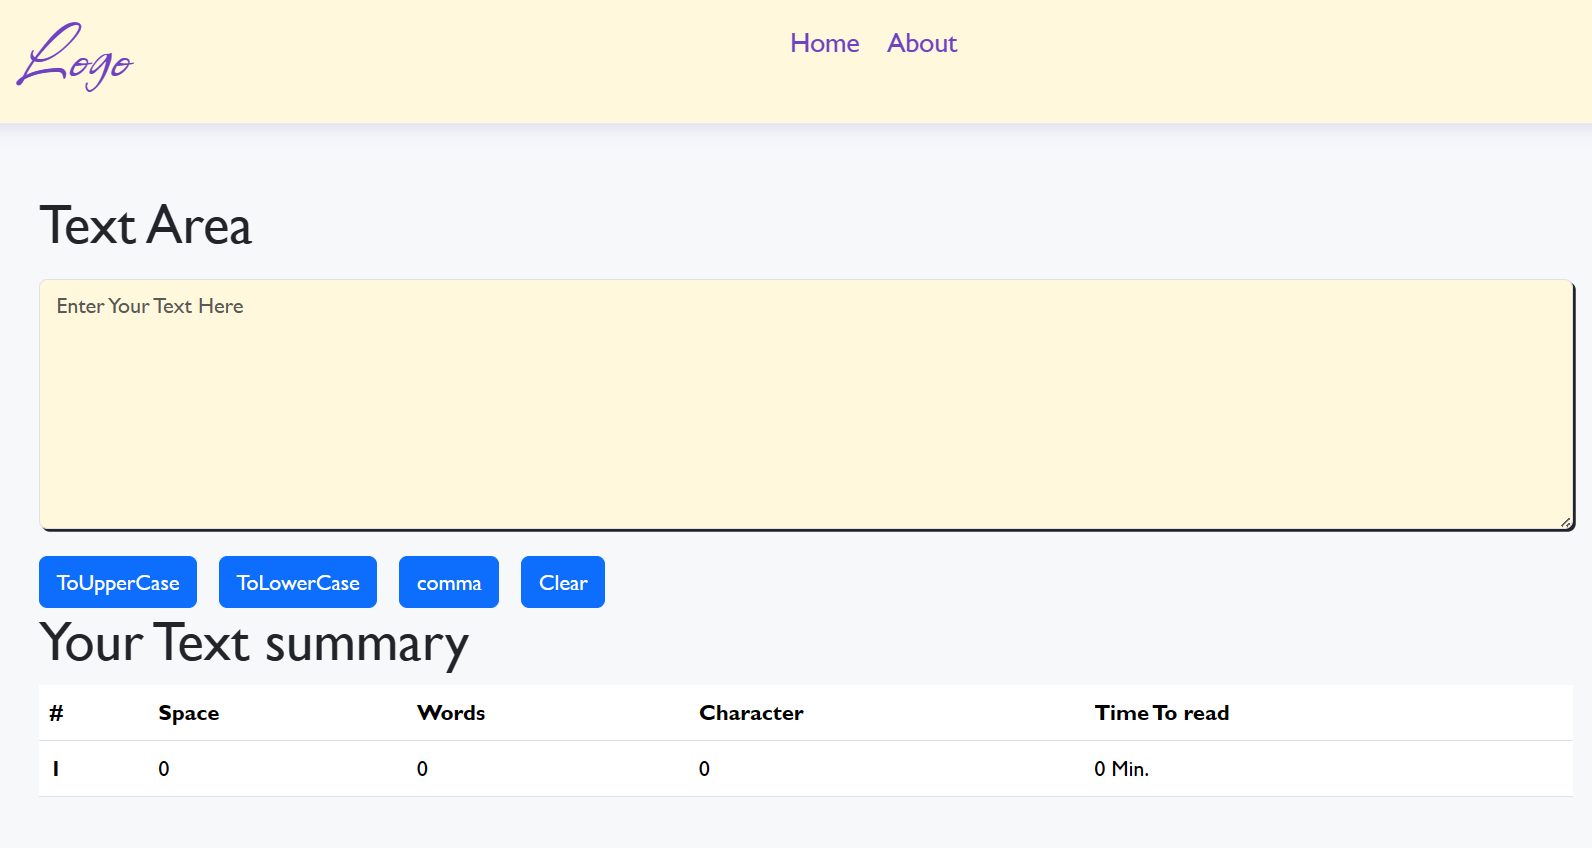 Logo
Home About
Text Area
Enter Your Text Here
ToUpperCase ToLowerCase comma Clear
Your Text summary
# Space Words Character Time To read
1 0 0 0 0 Min.